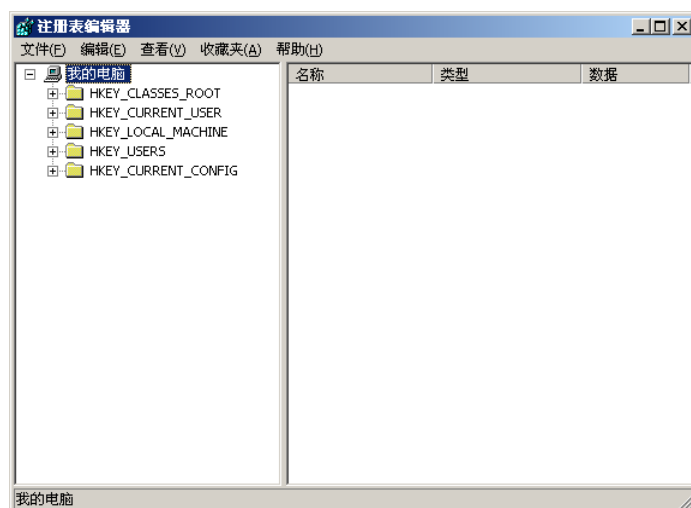 注册表编辑器
文件(F) 编辑(E) 查看(V) 收藏夹(A) 帮助(H)
我的电脑 名称 类型 数据
HKEY_CLASSES_ROOT
HKEY_CURRENT_USER
HKEY_LOCAL_MACHINE
HKEY_USERS
HKEY_CURRENT_CONFIG
我的电脑